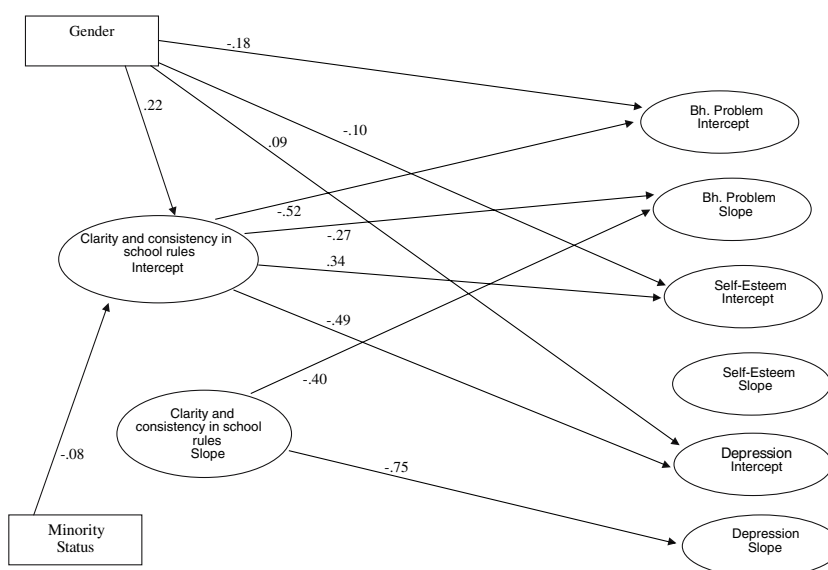 Gender
-.18
.22
-.10
.09
Bh. Problem
Intercept
Bh. Problem
Slope
-.52
-.27
Clarity and consistency in
school rules
Intercept
.34
Self-Esteem
Intercept
-.49
Self-Esteem
Slope
-.40
Clarity and
consistency in school
rules
Slope
-.08
-.75
Depression
Intercept
Minority
Status
Depression
Slope